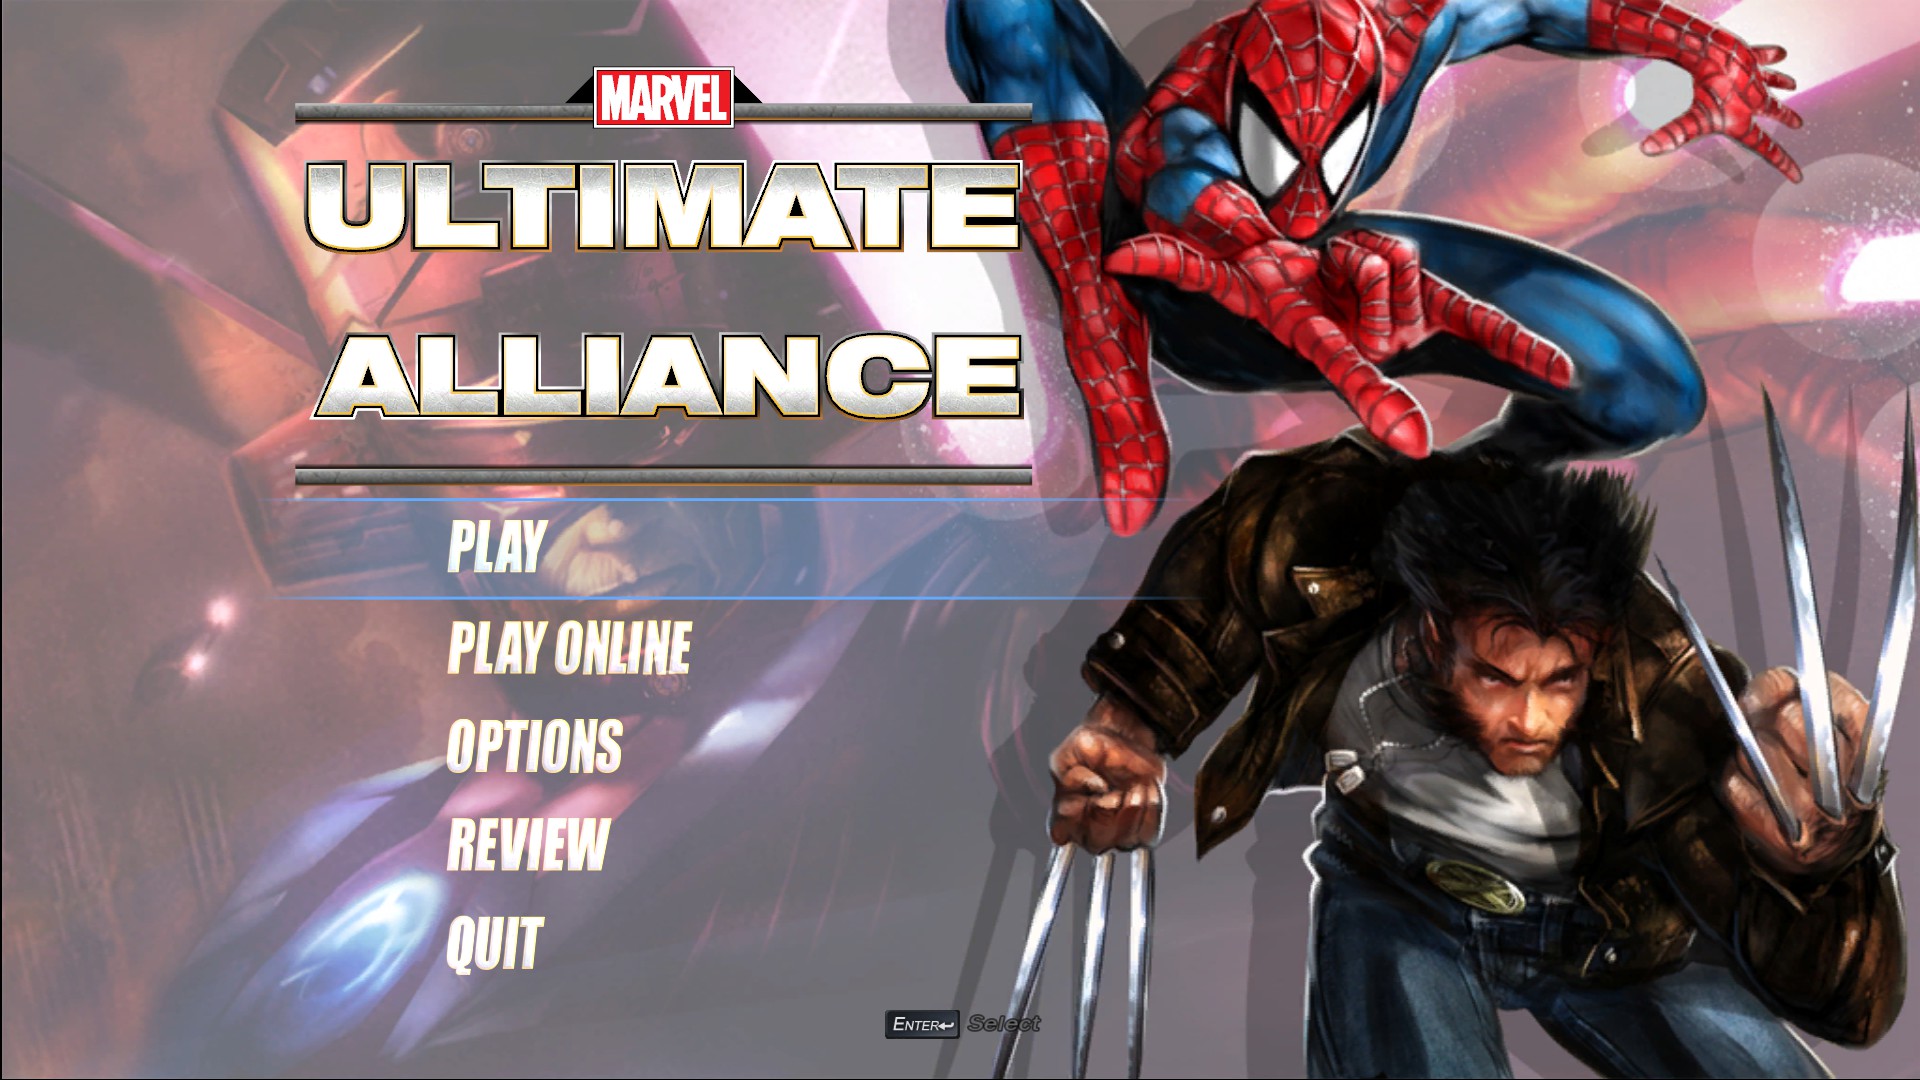 MARVEL
ULTIMATE
ALLIANCE
PLAY
PLAY ONLINE
OPTIONS
REVIEW
QUIT
ENTER Select